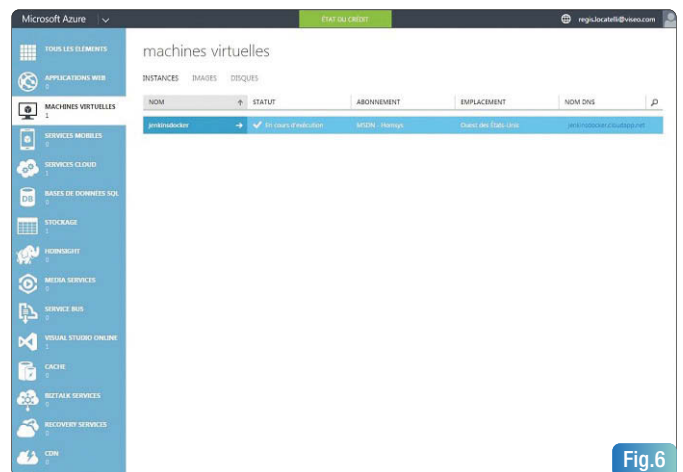 Microsoft Azure
ÉTAT DU CRÉDIT
regis.locatelli@viseo.com
TOUS LES ÉLÉMENTS
APPLICATIONS WEB
0
MACHINES VIRTUELLES
1
SERVICES MOBILES
0
SERVICES CLOUD
1
BASES DE DONNÉES SQL
0
STOCKAGE
1
HDINSIGHT
0
MEDIA SERVICES
0
SERVICE BUS
0
VISUAL STUDIO ONLINE
1
CACHE
0
BIZTALK SERVICES
0
RECOVERY SERVICES
0
CDN
0
machines virtuelles
INSTANCES IMAGES DISQUES
NOM STATUT ABONNEMENT EMPLACEMENT NOM DNS
jenkinsdocker En cours d'exécution MSDN - Ouest des États-Unis jenkinsdocker.cloudapp.net
Fig.6